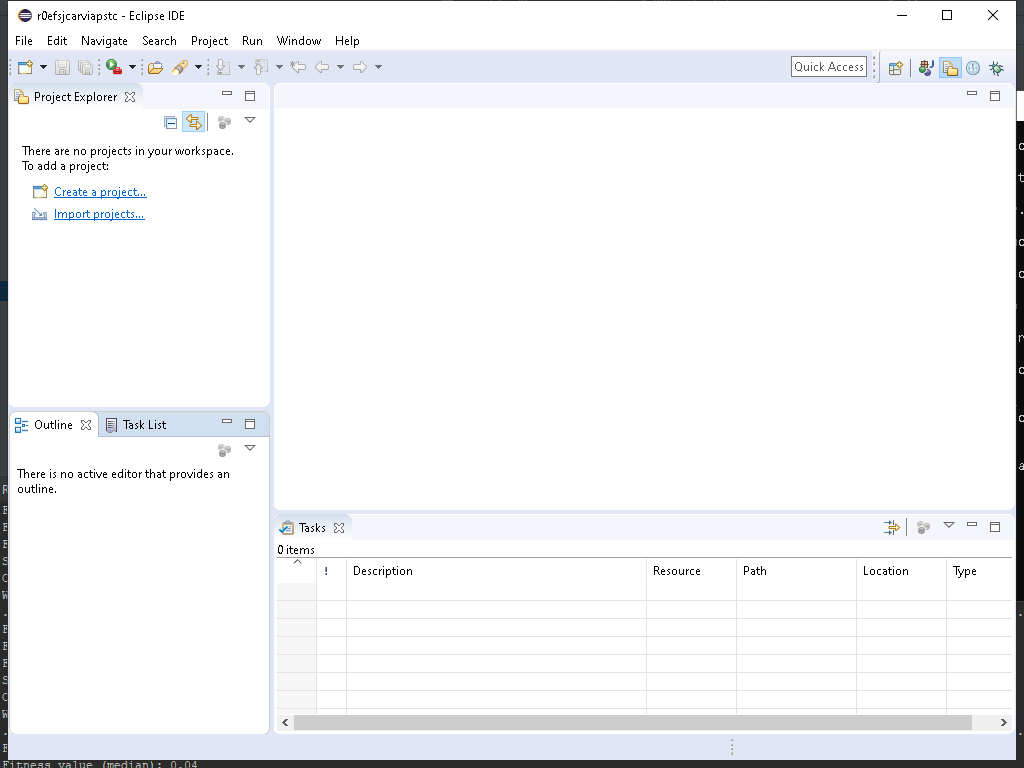 r0efsjcarviapstc - Eclipse IDE
File Edit Navigate Search Project Run Window Help
Quick Access
Project Explorer
There are no projects in your workspace.
To add a project:
Create a project...
Import projects...
Outline
Task List
There is no active editor that provides an
outline.
Tasks
0 items
! Description Resource Path Location Type
Fitness value (median): 0.04